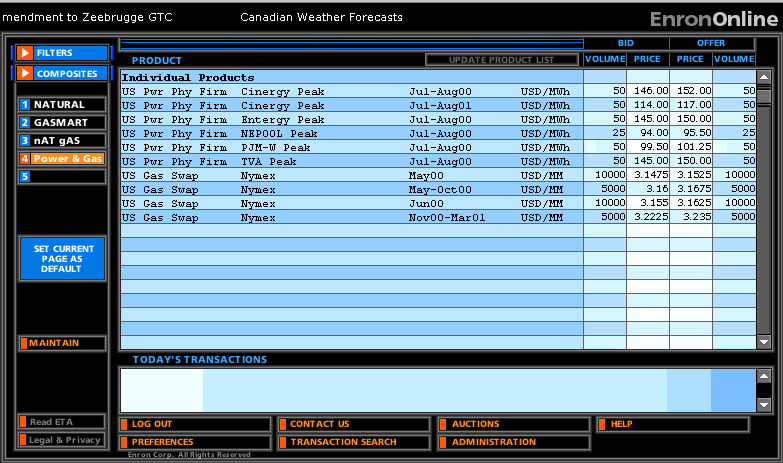 mendment to Zeebrugge GTC Canadian Weather Forecasts EnronOnline
FILTERS
COMPOSITES
1 NATURAL
2 GASMART
3 nAT gAS
4 Power & Gas
5
SET CURRENT
PAGE AS
DEFAULT
MAINTAIN
Read ETA
Legal & Privacy
BID OFFER
PRODUCT UPDATE PRODUCT LIST VOLUME PRICE PRICE VOLUME
Individual Products
US Pwr Phy Firm Cinergy Peak Jul-Aug00 USD/MWh 50 146.00 152.00 50
US Pwr Phy Firm Cinergy Peak Jul-Aug01 USD/MWh 50 114.00 117.00 50
US Pwr Phy Firm Entergy Peak Jul-Aug00 USD/MWh 50 145.00 150.00 50
US Pwr Phy Firm NEPOOL Peak Jul-Aug00 USD/MWh 25 94.00 95.50 25
US Pwr Phy Firm PJM-W Peak Jul-Aug00 USD/MWh 50 99.50 101.25 50
US Pwr Phy Firm TVA Peak Jul-Aug00 USD/MWh 50 145.00 150.00 50
US Gas Swap Nymex May00 USD/MM 10000 3.1475 3.1525 10000
US Gas Swap Nymex May-Oct00 USD/MM 5000 3.16 3.1675 5000
US Gas Swap Nymex Jun00 USD/MM 10000 3.155 3.1625 10000
US Gas Swap Nymex Nov00-Mar01 USD/MM 5000 3.2225 3.235 5000
TODAY'S TRANSACTIONS
LOG OUT CONTACT US AUCTIONS HELP
PREFERENCES TRANSACTION SEARCH ADMINISTRATION
Enron Corp. All Rights Reserved